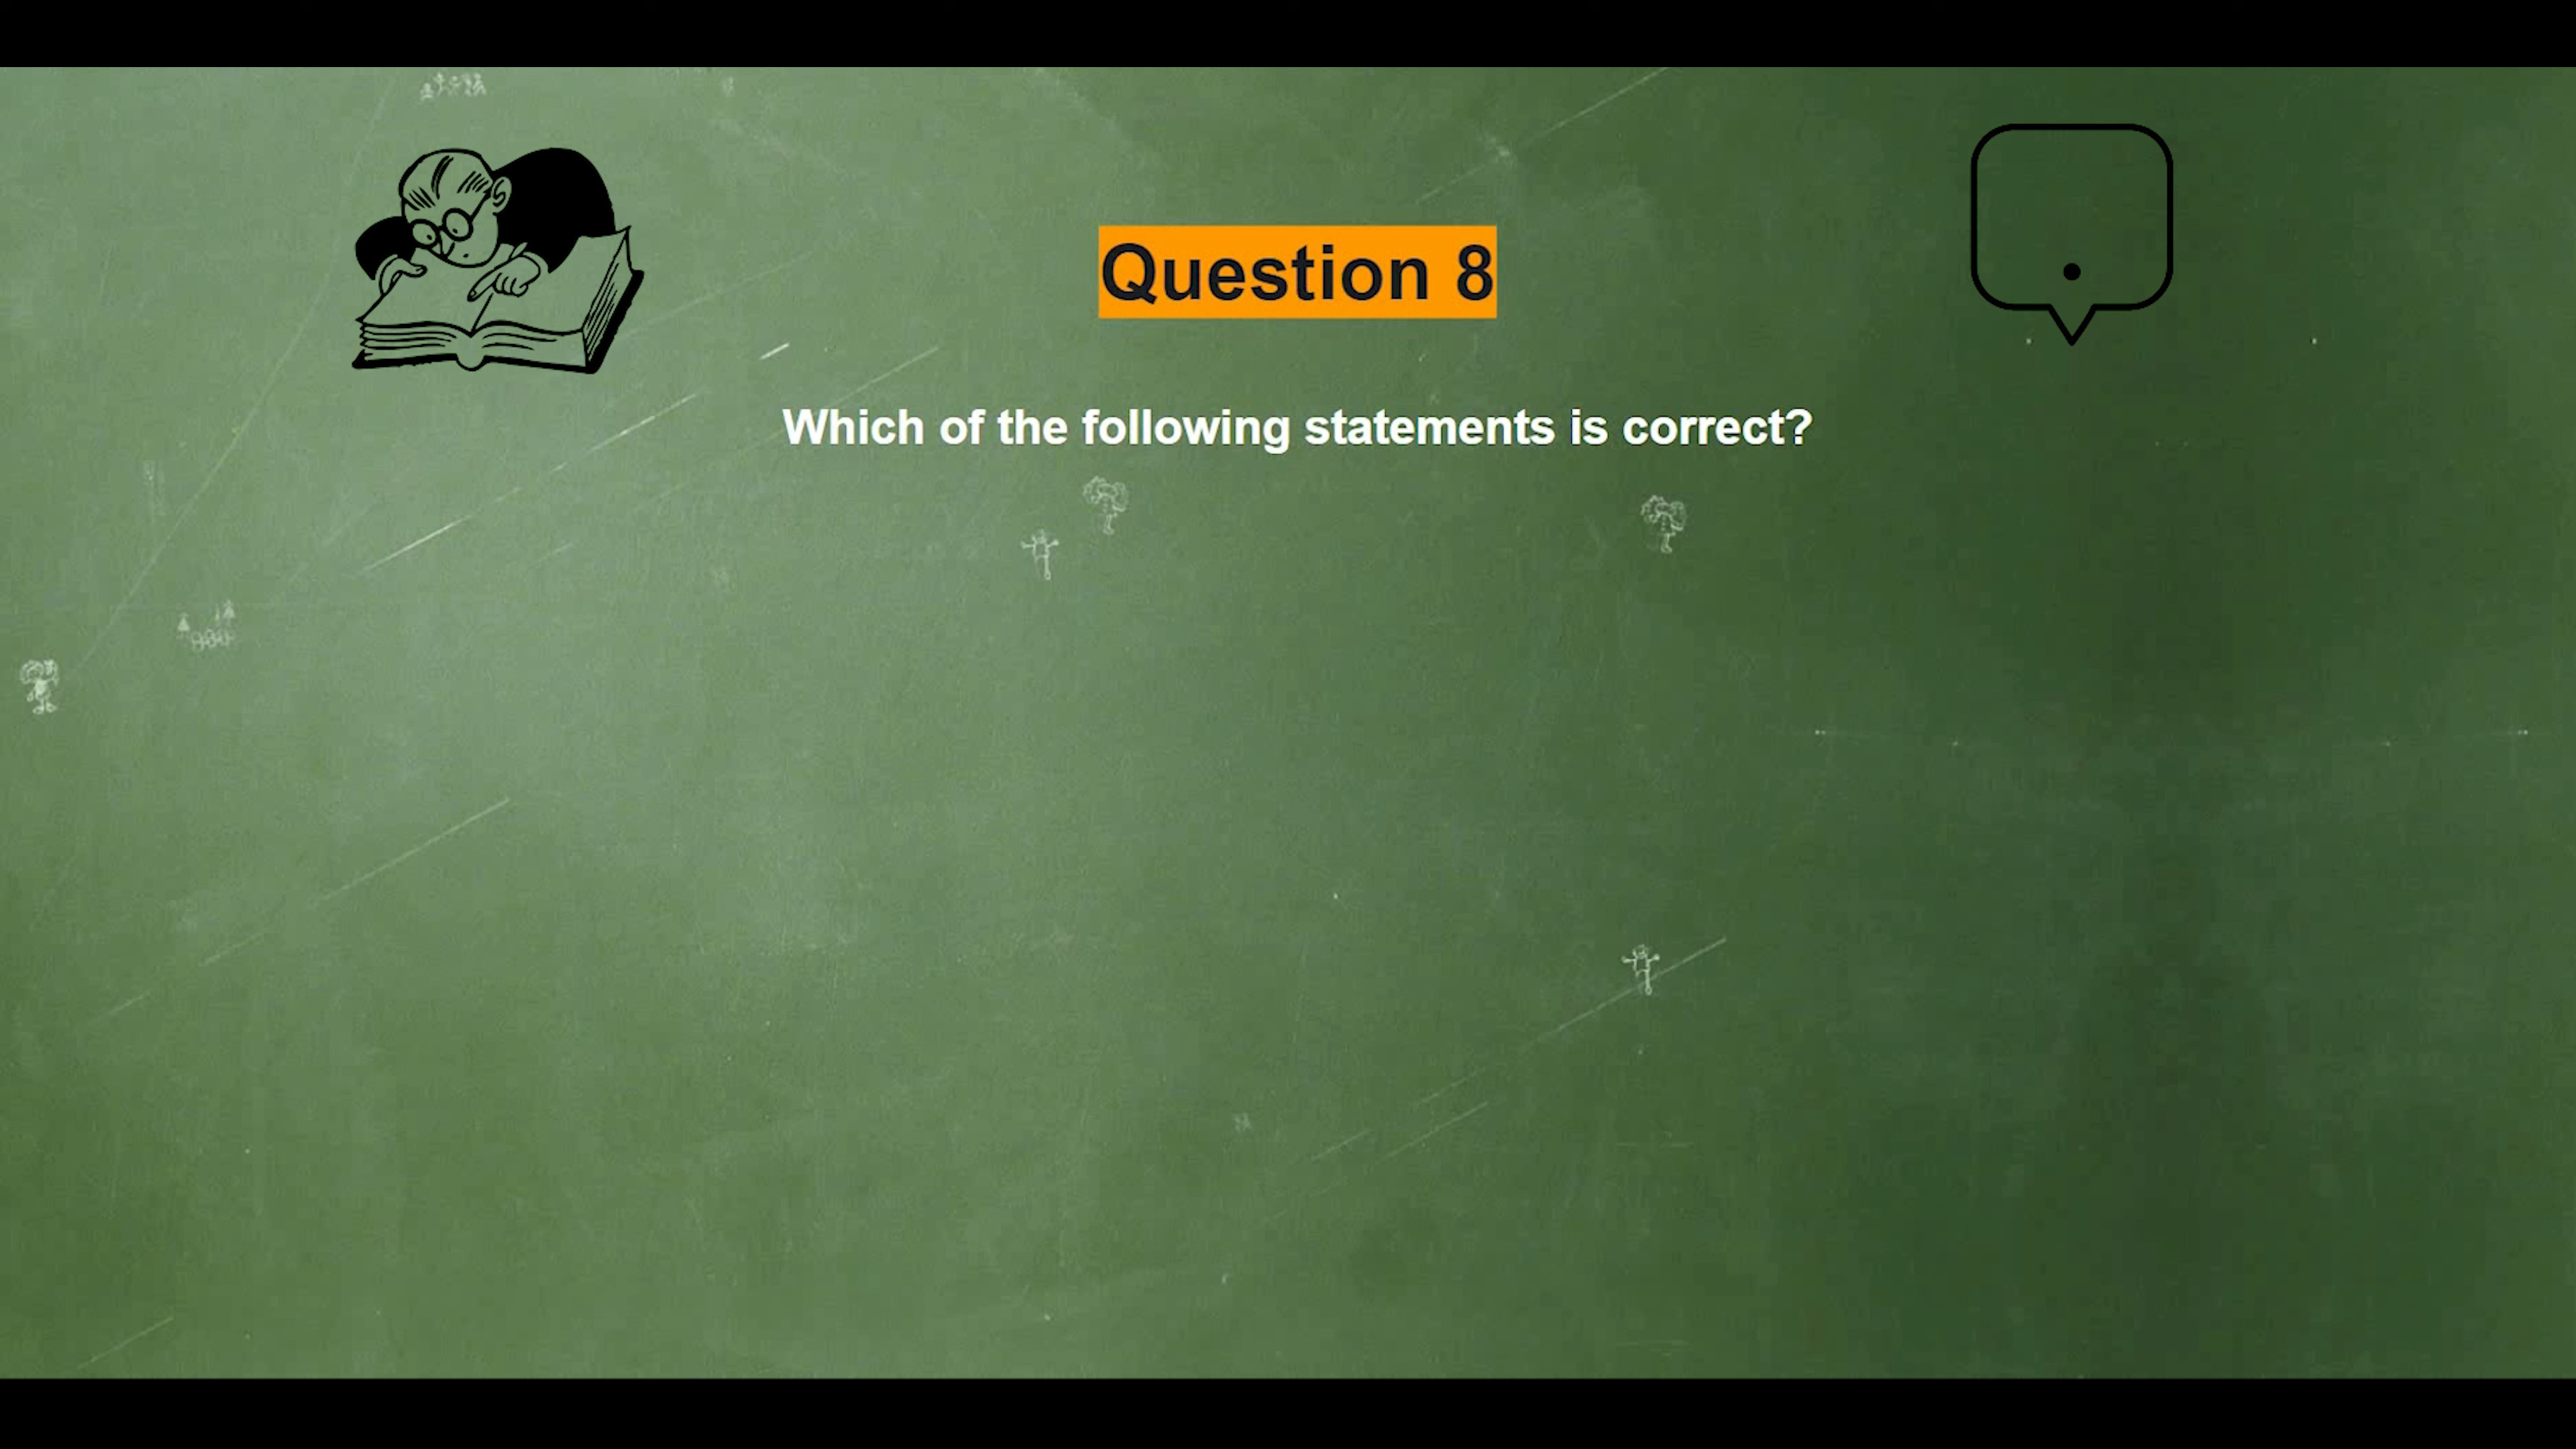 Question 8
Which of the following statements is correct?